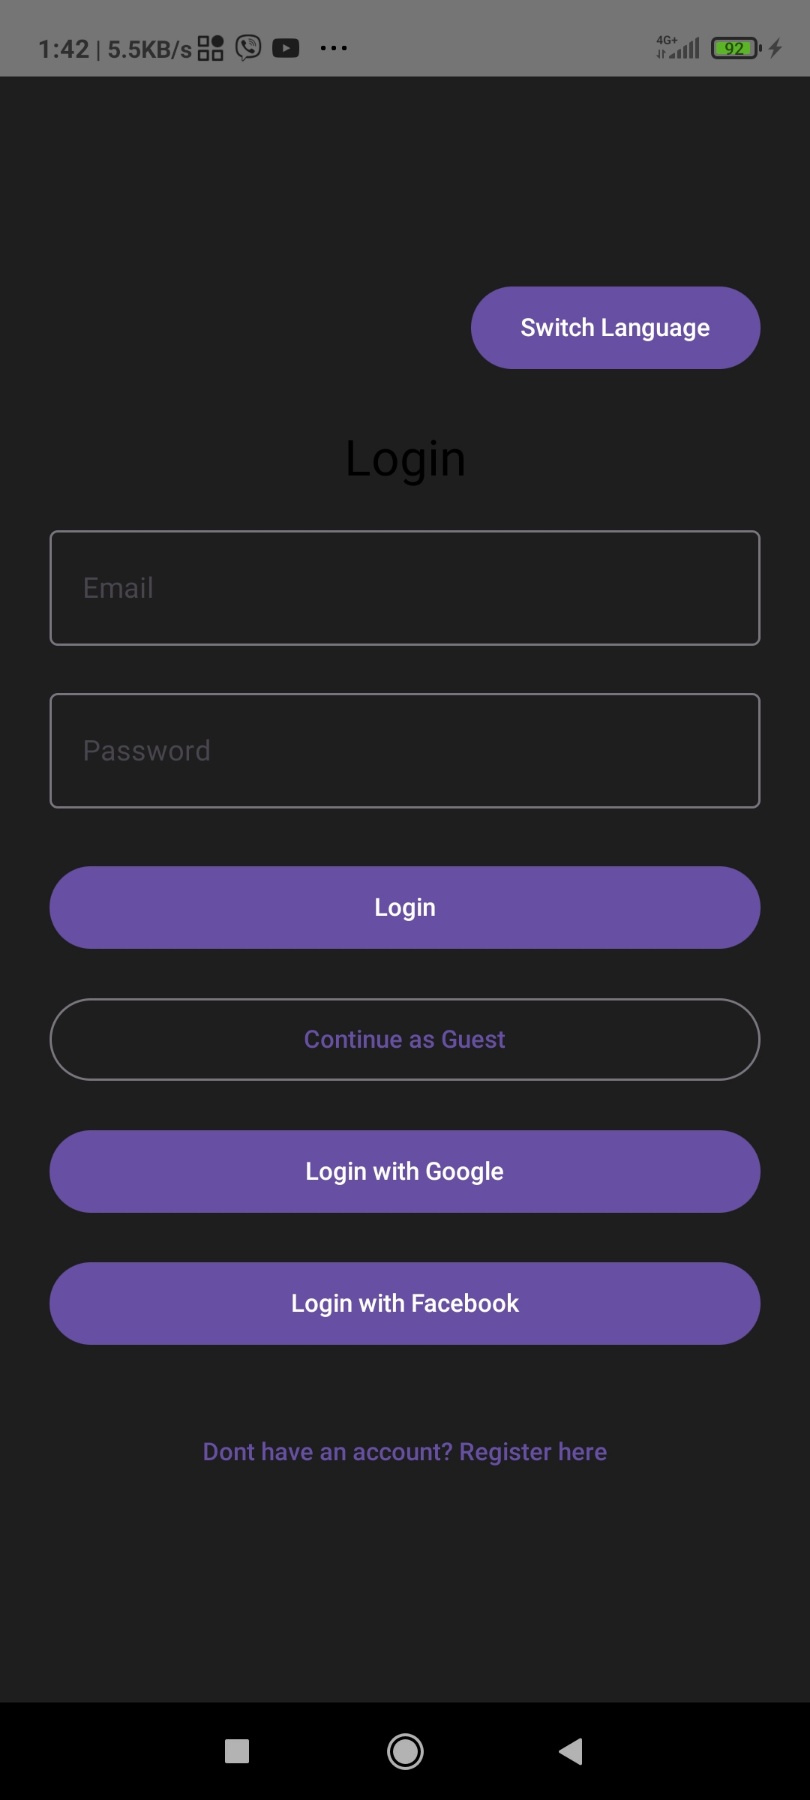 1:42 | 5.5KB/s 4G+ 92
Switch Language
Login
Email
Password
Login
Continue as Guest
Login with Google
Login with Facebook
Dont have an account? Register here